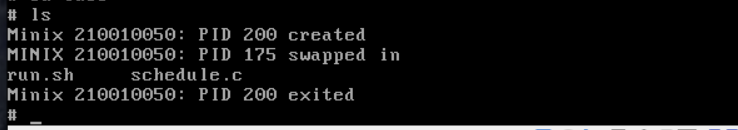 # ls
Minix 210010050: PID 200 created
MINIX 210010050: PID 175 swapped in
run.sh     schedule.c
Minix 210010050: PID 200 exited
# _